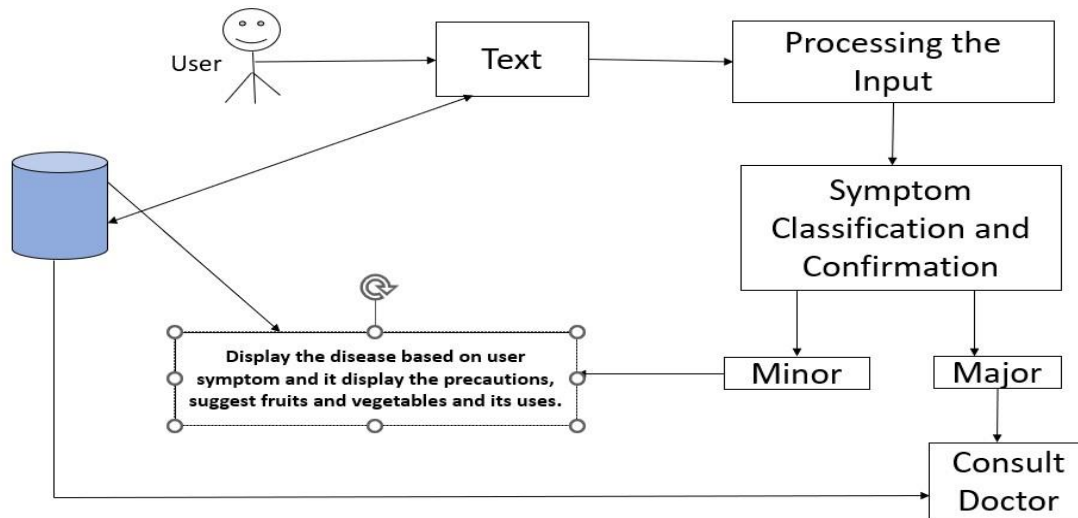 User
Text
Processing the
Input
Symptom
Classification and
Confirmation
Display the disease based on user
symptom and it display the precautions,
suggest fruits and vegetables and its uses.
Minor
Major
Consult
Doctor